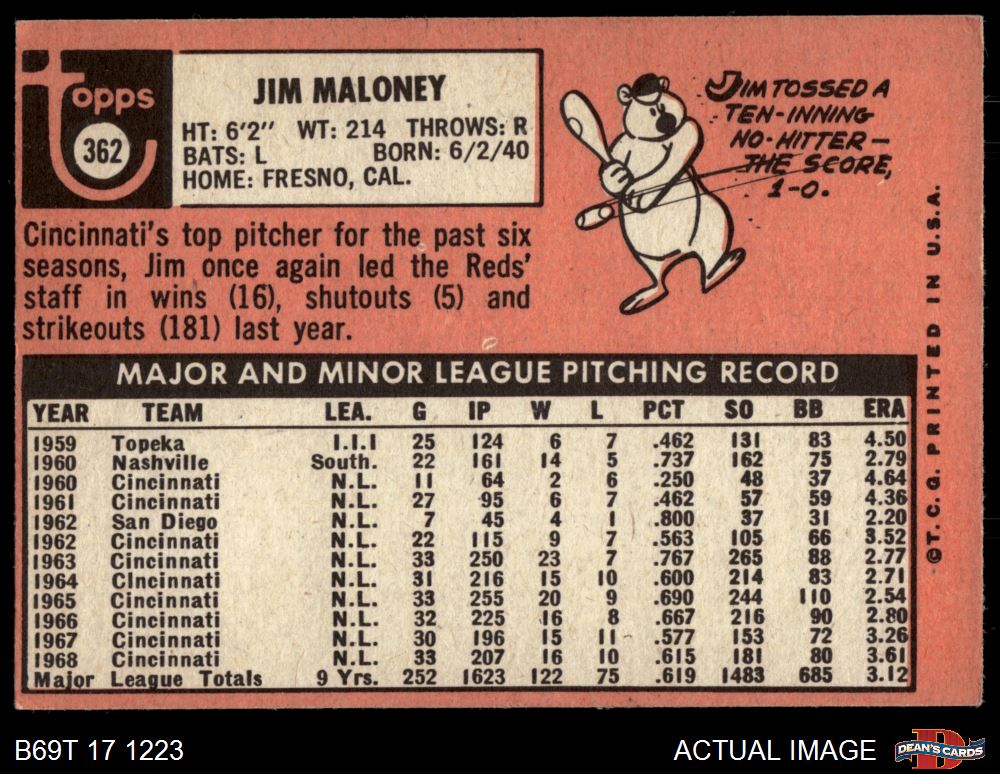 Topps
362
JIM MALONEY
HT: 6'2" WT: 214 THROWS: R
BATS: L BORN: 6/2/40
HOME: FRESNO, CAL.
JIM TOSSED A
TEN-INNING
NO-HITTER —
THE SCORE,
1-0.
Cincinnati's top pitcher for the past six
seasons, Jim once again led the Reds'
staff in wins (16), shutouts (5) and
strikeouts (181) last year.
MAJOR AND MINOR LEAGUE PITCHING RECORD
YEAR TEAM LEA. G IP W L PCT SO BB ERA
1959 Topeka I.I.I 25 124 6 7 .462 131 83 4.50
1960 Nashville South. 22 161 14 5 .737 162 75 2.79
1960 Cincinnati N.L. 11 64 2 6 .250 48 37 4.64
1961 Cincinnati N.L. 27 95 6 7 .462 57 59 4.36
1962 San Diego N.L. 7 45 4 1 .800 37 31 2.20
1962 Cincinnati N.L. 22 115 9 7 .563 105 66 3.52
1963 Cincinnati N.L. 33 250 23 7 .767 265 88 2.77
1964 Cincinnati N.L. 31 216 15 10 .600 214 83 2.71
1965 Cincinnati N.L. 33 255 20 9 .690 244 110 2.54
1966 Cincinnati N.L. 32 225 16 8 .667 216 90 2.80
1967 Cincinnati N.L. 30 196 15 11 .577 153 72 3.26
1968 Cincinnati N.L. 33 207 16 10 .615 181 80 3.61
Major League Totals 9 Yrs. 252 1623 122 75 .619 1483 685 3.12
©T.C.G. PRINTED IN U.S.A.
B69T 17 1223
ACTUAL IMAGE
D
DEAN'S CARDS